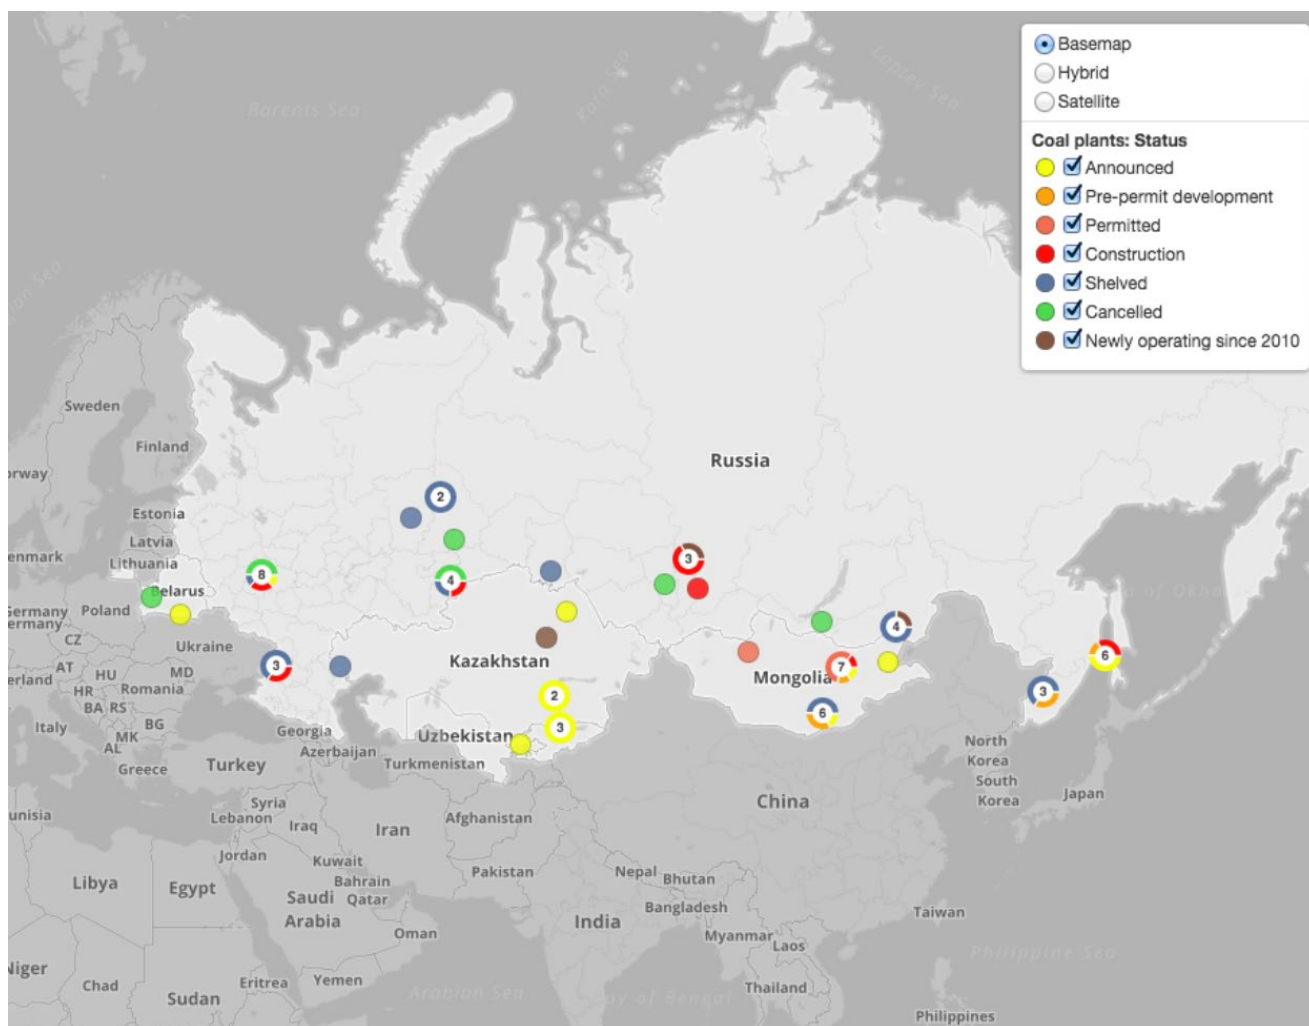 Basemap
Hybrid
Satellite
Coal plants: Status
Announced
Pre-permit development
Permitted
Construction
Shelved
Cancelled
Newly operating since 2010
Barents Sea
Kara Sea
Laptev Sea
Sweden
Finland
Russia
Estonia
Latvia
Lithuania
Belarus
Poland
Germany
CZ
Ukraine
AT
HU
MD
HR
Romania
BA
RS
BG
Italy
MK
AL
Greece
Georgia
Azerbaijan
Turkey
Turkmenistan
Uzbekistan
Kazakhstan
Mongolia
2
8
4
3
3
4
7
6
2
3
3
6
North
Korea
South
Korea
Japan
China
Syria
Lebanon
Iraq
Iran
Afghanistan
Jordan
Kuwait
Bahrain
Qatar
Pakistan
Nepal
Bhutan
Bangladesh
India
Taiwan
Myanmar
Laos
Thailand
Philippines
Philippine Sea
Libya
Egypt
Saudi
Arabia
Oman
Chad
Sudan
Eritrea
Yemen
Arabian Sea